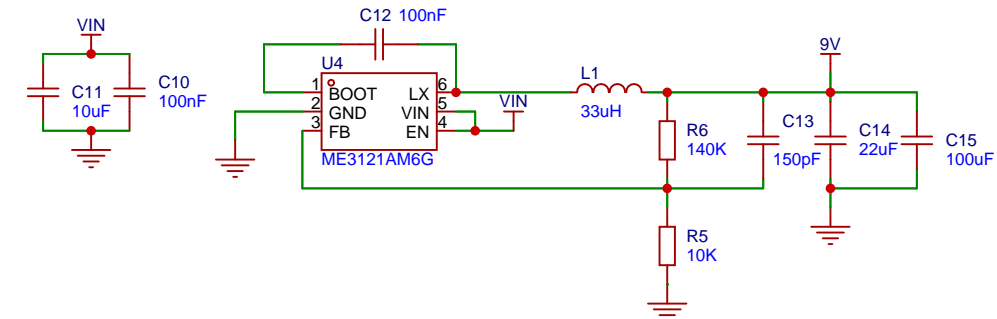 VIN
C11
10uF
C10
100nF
C12 100nF
U4
1 BOOT LX 6
2 GND VIN 5
3 FB EN 4
ME3121AM6G
VIN
L1
33uH
9V
R6
140K
C13
150pF
C14
22uF
C15
100uF
R5
10K